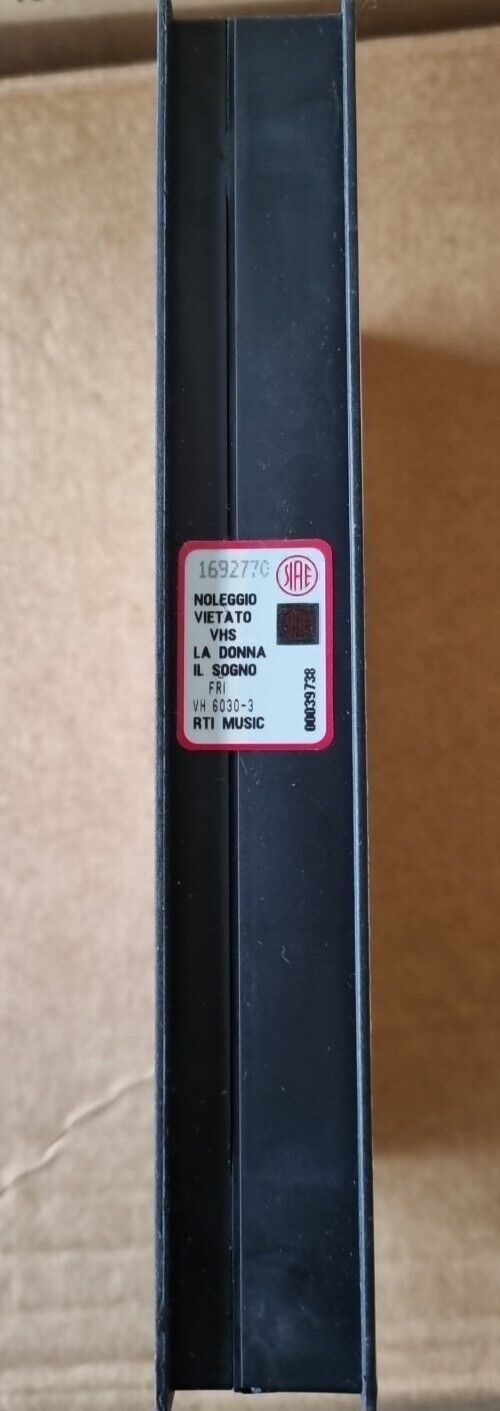 1692770
SIAE
NOLEGGIO
VIETATO
VHS
LA DONNA
IL SOGNO
FRI
VH 6030-3
RTI MUSIC
00039738